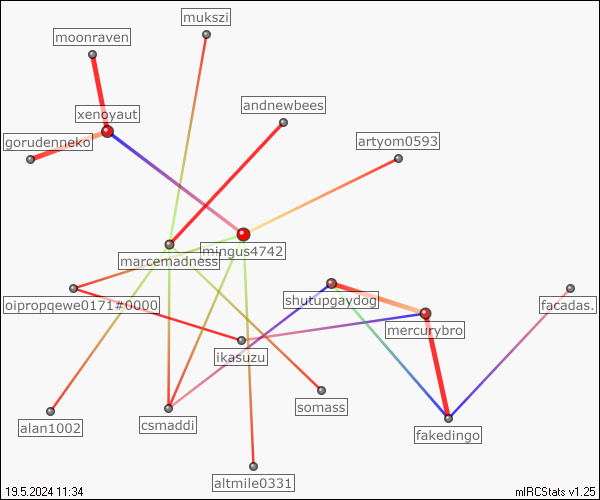 mukszi
moonraven
andnewbees
xenoyaut
gorudenneko
artyom0593
marcemadness
mingus4742
oipropqewe0171#0000
shutupgaydog
facadas.
mercurybro
ikasuzu
somass
alan1002
csmaddi
fakedingo
altmile0331
19.5.2024 11:34
mIRCStats v1.25